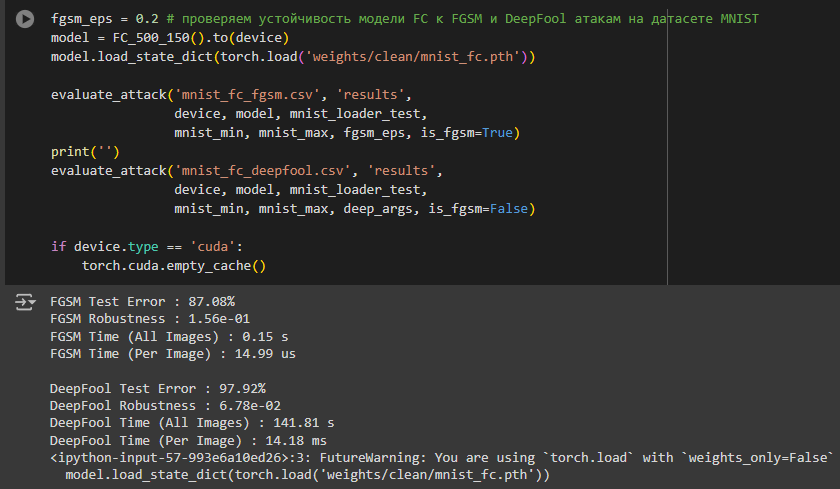 fgsm_eps = 0.2 # проверяем устойчивость модели FC к FGSM и DeepFool атакам на датасете MNIST
model = FC_500_150().to(device)
model.load_state_dict(torch.load('weights/clean/mnist_fc.pth'))
evaluate_attack('mnist_fc_fgsm.csv', 'results',
device, model, mnist_loader_test,
mnist_min, mnist_max, fgsm_eps, is_fgsm=True)
print('')
evaluate_attack('mnist_fc_deepfool.csv', 'results',
device, model, mnist_loader_test,
mnist_min, mnist_max, deep_args, is_fgsm=False)
if device.type == 'cuda':
torch.cuda.empty_cache()
FGSM Test Error : 87.08%
FGSM Robustness : 1.56e-01
FGSM Time (All Images) : 0.15 s
FGSM Time (Per Image) : 14.99 us
DeepFool Test Error : 97.92%
DeepFool Robustness : 6.78e-02
DeepFool Time (All Images) : 141.81 s
DeepFool Time (Per Image) : 14.18 ms
<ipython-input-57-993e6a10ed26>:3: FutureWarning: You are using `torch.load` with `weights_only=False`
model.load_state_dict(torch.load('weights/clean/mnist_fc.pth'))